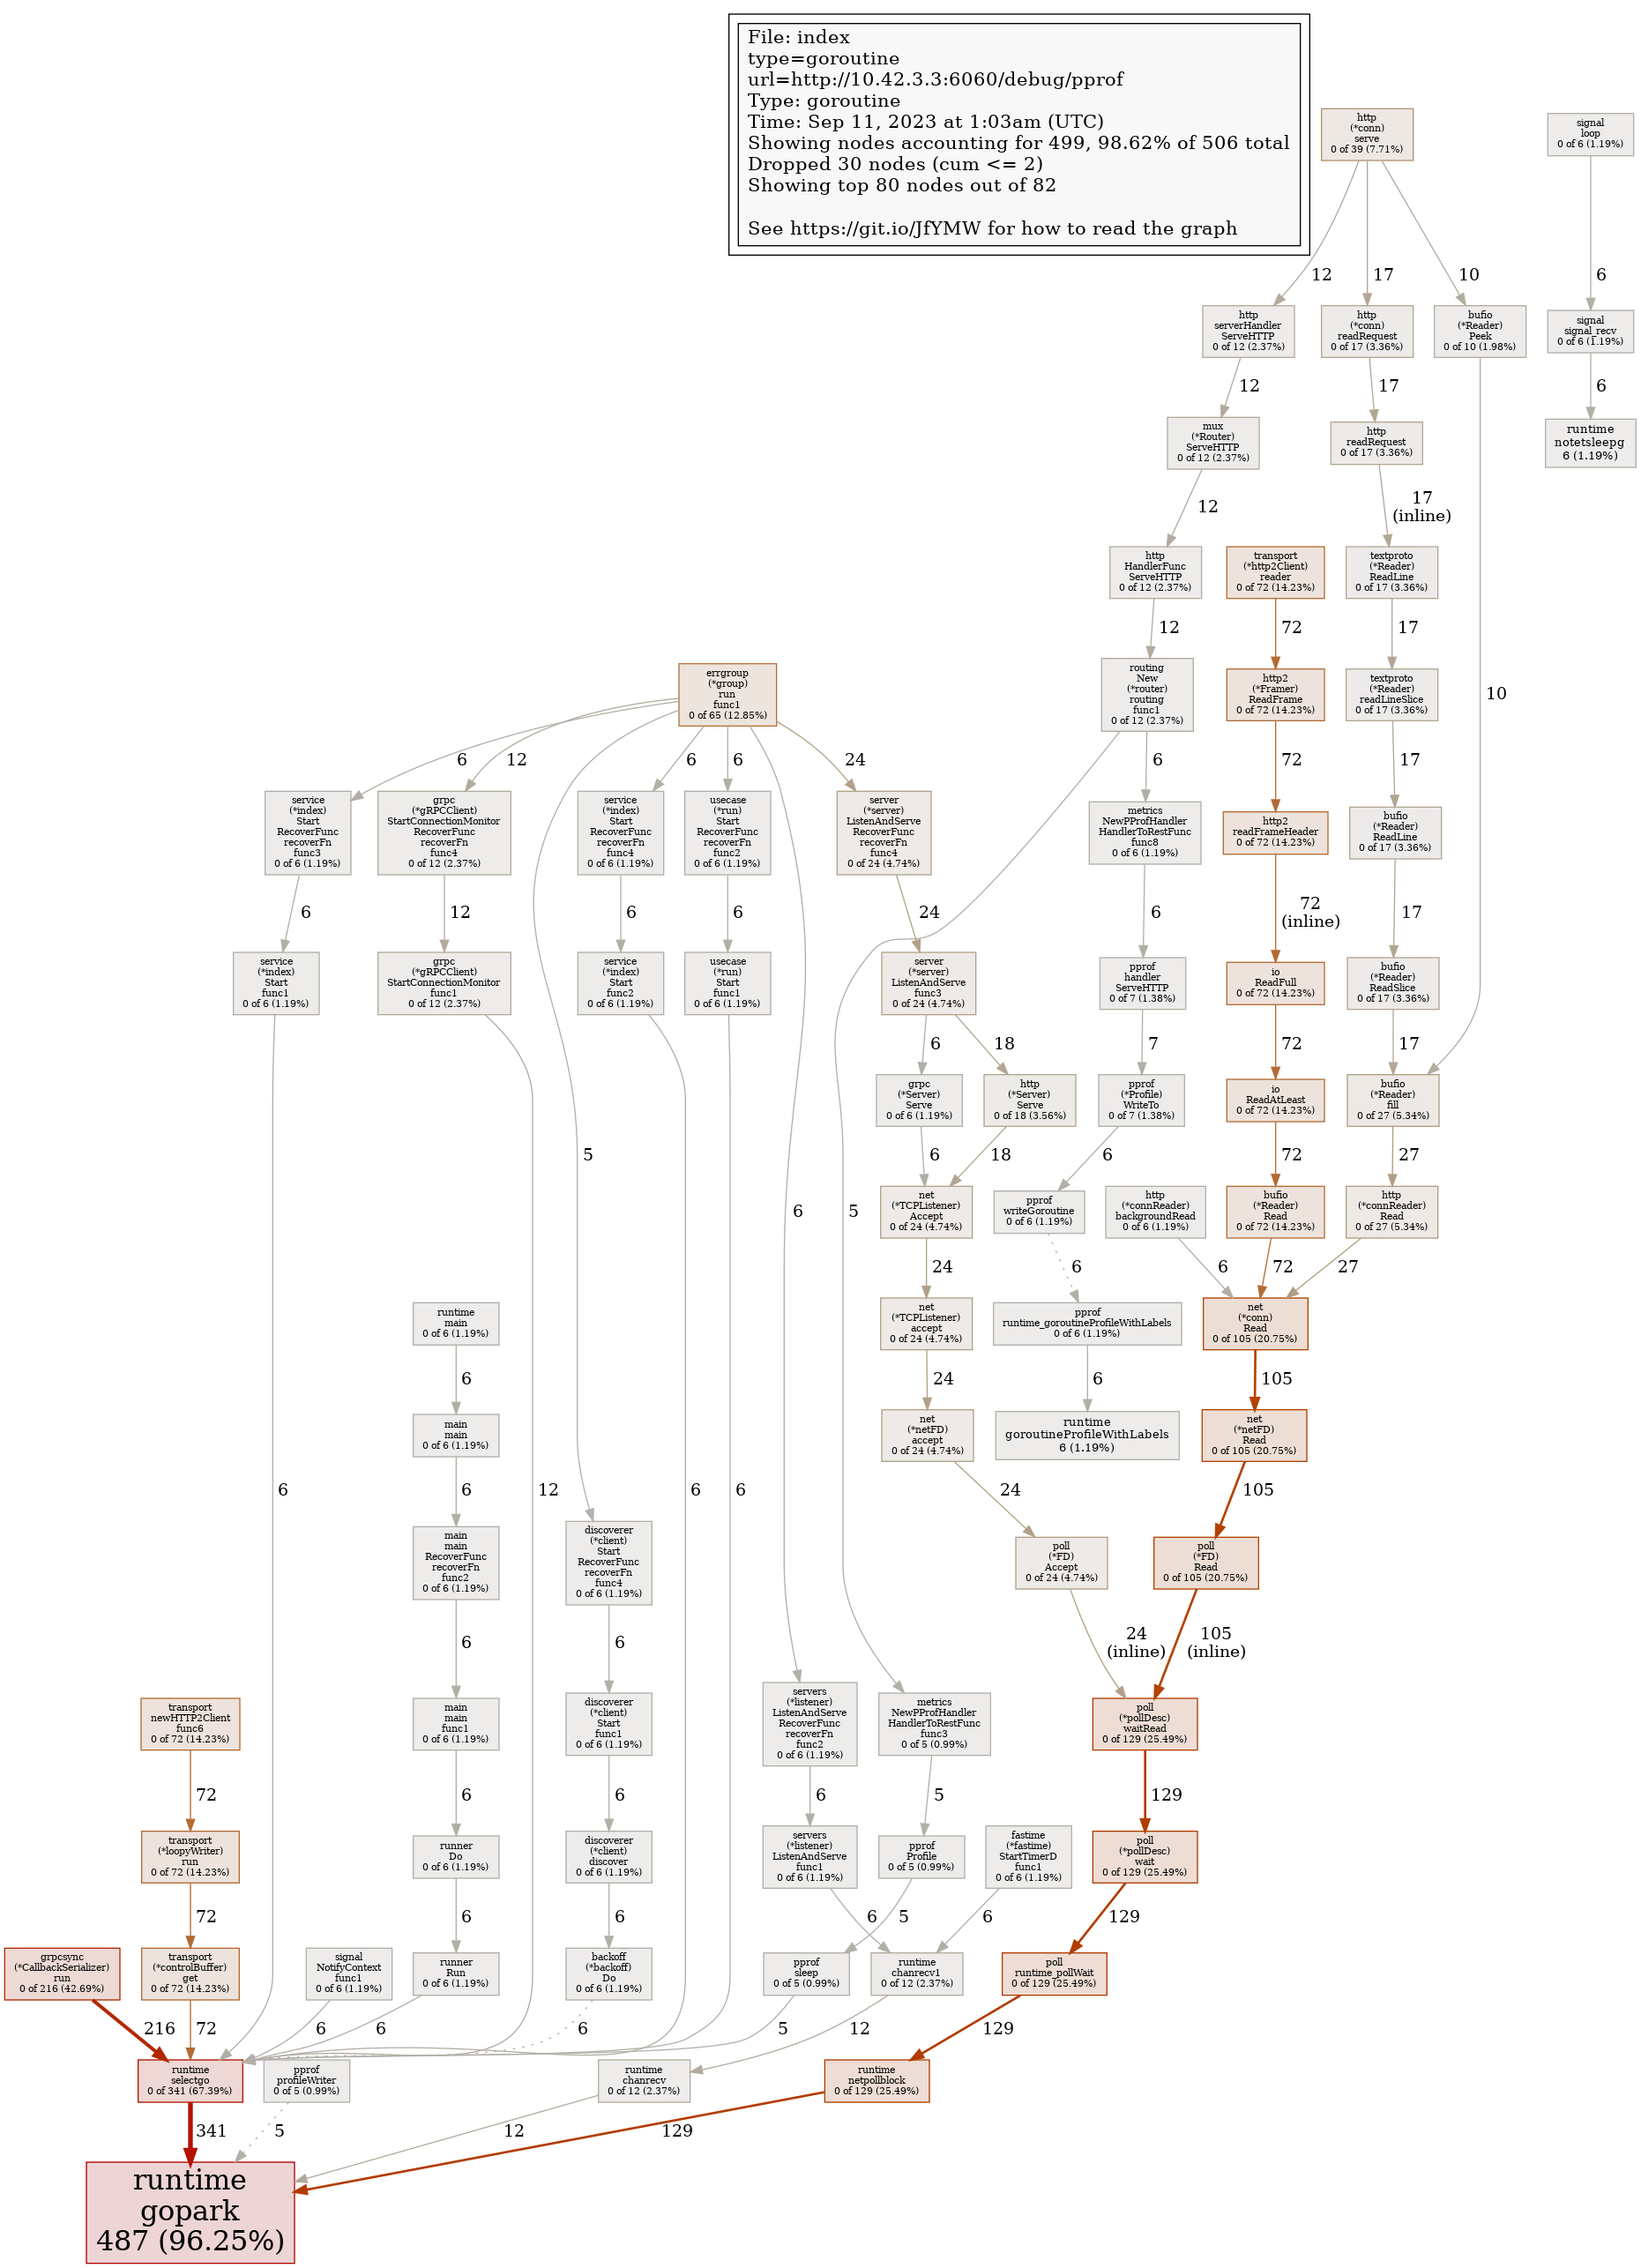 File: index
type=goroutine
url=http://10.42.3.3:6060/debug/pprof
Type: goroutine
Time: Sep 11, 2023 at 1:03am (UTC)
Showing nodes accounting for 499, 98.62% of 506 total
Dropped 30 nodes (cum <= 2)
Showing top 80 nodes out of 82
See https://git.io/JfYMW for how to read the graph
http
(*conn)
serve
0 of 39 (7.71%)
signal
loop
0 of 6 (1.19%)
12
17
10
6
http
serverHandler
ServeHTTP
0 of 12 (2.37%)
http
(*conn)
readRequest
0 of 17 (3.36%)
bufio
(*Reader)
Peek
0 of 10 (1.98%)
signal
signal_recv
0 of 6 (1.19%)
12
17
6
mux
(*Router)
ServeHTTP
0 of 12 (2.37%)
http
readRequest
0 of 17 (3.36%)
runtime
notetsleepg
6 (1.19%)
12
17
(inline)
http
HandlerFunc
ServeHTTP
0 of 12 (2.37%)
transport
(*http2Client)
reader
0 of 72 (14.23%)
textproto
(*Reader)
ReadLine
0 of 17 (3.36%)
12
72
17
errgroup
(*group)
run
func1
0 of 65 (12.85%)
routing
New
(*router)
routing
func1
0 of 12 (2.37%)
http2
(*Framer)
ReadFrame
0 of 72 (14.23%)
textproto
(*Reader)
readLineSlice
0 of 17 (3.36%)
10
6
12
6
6
24
6
72
17
service
(*index)
Start
RecoverFunc
recoverFn
func3
0 of 6 (1.19%)
grpc
(*gRPCClient)
StartConnectionMonitor
RecoverFunc
recoverFn
func4
0 of 12 (2.37%)
service
(*index)
Start
RecoverFunc
recoverFn
func4
0 of 6 (1.19%)
usecase
(*run)
Start
RecoverFunc
recoverFn
func2
0 of 6 (1.19%)
server
(*server)
ListenAndServe
RecoverFunc
recoverFn
func4
0 of 24 (4.74%)
metrics
NewPProfHandler
HandlerToRestFunc
func8
0 of 6 (1.19%)
http2
readFrameHeader
0 of 72 (14.23%)
bufio
(*Reader)
ReadLine
0 of 17 (3.36%)
6
12
6
6
24
6
72
(inline)
17
service
(*index)
Start
func1
0 of 6 (1.19%)
grpc
(*gRPCClient)
StartConnectionMonitor
func1
0 of 12 (2.37%)
service
(*index)
Start
func2
0 of 6 (1.19%)
usecase
(*run)
Start
func1
0 of 6 (1.19%)
server
(*server)
ListenAndServe
func3
0 of 24 (4.74%)
pprof
handler
ServeHTTP
0 of 7 (1.38%)
io
ReadFull
0 of 72 (14.23%)
bufio
(*Reader)
ReadSlice
0 of 17 (3.36%)
6
18
7
72
17
grpc
(*Server)
Serve
0 of 6 (1.19%)
http
(*Server)
Serve
0 of 18 (3.56%)
pprof
(*Profile)
WriteTo
0 of 7 (1.38%)
io
ReadAtLeast
0 of 72 (14.23%)
bufio
(*Reader)
fill
0 of 27 (5.34%)
5
6
18
6
72
27
net
(*TCPListener)
Accept
0 of 24 (4.74%)
pprof
writeGoroutine
0 of 6 (1.19%)
http
(*connReader)
backgroundRead
0 of 6 (1.19%)
bufio
(*Reader)
Read
0 of 72 (14.23%)
http
(*connReader)
Read
0 of 27 (5.34%)
6
5
24
6
6
72
27
runtime
main
0 of 6 (1.19%)
net
(*TCPListener)
accept
0 of 24 (4.74%)
pprof
runtime_goroutineProfileWithLabels
0 of 6 (1.19%)
net
(*conn)
Read
0 of 105 (20.75%)
6
24
6
105
main
main
0 of 6 (1.19%)
net
(*netFD)
accept
0 of 24 (4.74%)
runtime
goroutineProfileWithLabels
6 (1.19%)
net
(*netFD)
Read
0 of 105 (20.75%)
6
6
12
6
6
24
105
main
main
RecoverFunc
recoverFn
func2
0 of 6 (1.19%)
discoverer
(*client)
Start
RecoverFunc
recoverFn
func4
0 of 6 (1.19%)
poll
(*FD)
Accept
0 of 24 (4.74%)
poll
(*FD)
Read
0 of 105 (20.75%)
6
6
24
(inline)
105
(inline)
transport
newHTTP2Client
func6
0 of 72 (14.23%)
main
main
func1
0 of 6 (1.19%)
discoverer
(*client)
Start
func1
0 of 6 (1.19%)
servers
(*listener)
ListenAndServe
RecoverFunc
recoverFn
func2
0 of 6 (1.19%)
metrics
NewPProfHandler
HandlerToRestFunc
func3
0 of 5 (0.99%)
poll
(*pollDesc)
waitRead
0 of 129 (25.49%)
72
6
6
6
5
129
transport
(*loopyWriter)
run
0 of 72 (14.23%)
runner
Do
0 of 6 (1.19%)
discoverer
(*client)
discover
0 of 6 (1.19%)
servers
(*listener)
ListenAndServe
func1
0 of 6 (1.19%)
pprof
Profile
0 of 5 (0.99%)
fastime
(*fastime)
StartTimerD
func1
0 of 6 (1.19%)
poll
(*pollDesc)
wait
0 of 129 (25.49%)
72
6
6
6
5
6
129
grpcsync
(*CallbackSerializer)
run
0 of 216 (42.69%)
transport
(*controlBuffer)
get
0 of 72 (14.23%)
signal
NotifyContext
func1
0 of 6 (1.19%)
runner
Run
0 of 6 (1.19%)
backoff
(*backoff)
Do
0 of 6 (1.19%)
pprof
sleep
0 of 5 (0.99%)
runtime
chanrecv1
0 of 12 (2.37%)
poll
runtime_pollWait
0 of 129 (25.49%)
216
72
6
6
6
5
12
129
runtime
selectgo
0 of 341 (67.39%)
pprof
profileWriter
0 of 5 (0.99%)
runtime
chanrecv
0 of 12 (2.37%)
runtime
netpollblock
0 of 129 (25.49%)
341
5
12
129
runtime
gopark
487 (96.25%)